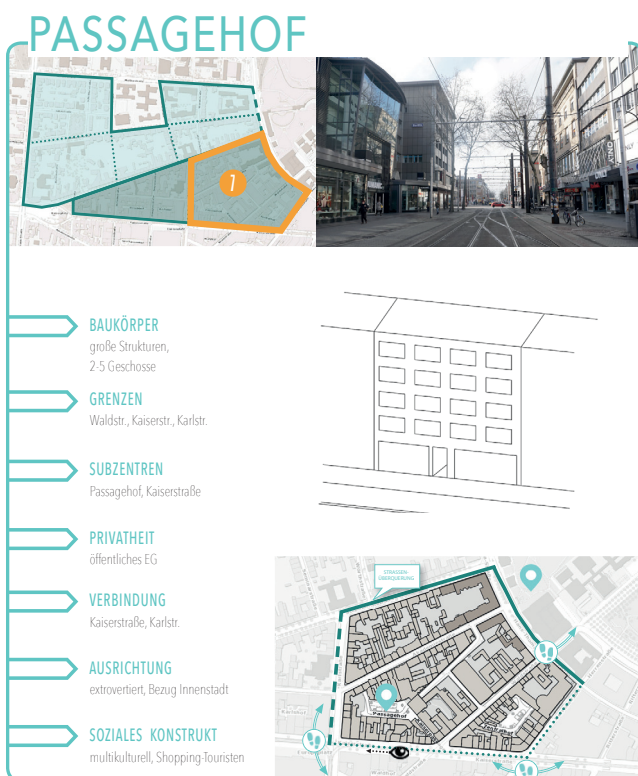 PASSAGEHOF
1
KINO
BAUKÖRPER
große Strukturen,
2-5 Geschosse
GRENZEN
Waldstr., Kaiserstr., Karlstr.
SUBZENTREN
Passagehof, Kaiserstraße
PRIVATHEIT
öffentliches EG
VERBINDUNG
Kaiserstraße, Karlstr.
AUSRICHTUNG
extrovertiert, Bezug Innenstadt
SOZIALES KONSTRUKT
multikulturell, Shopping-Touristen
STRASSEN
ÜBERQUERUNG
Passagehof